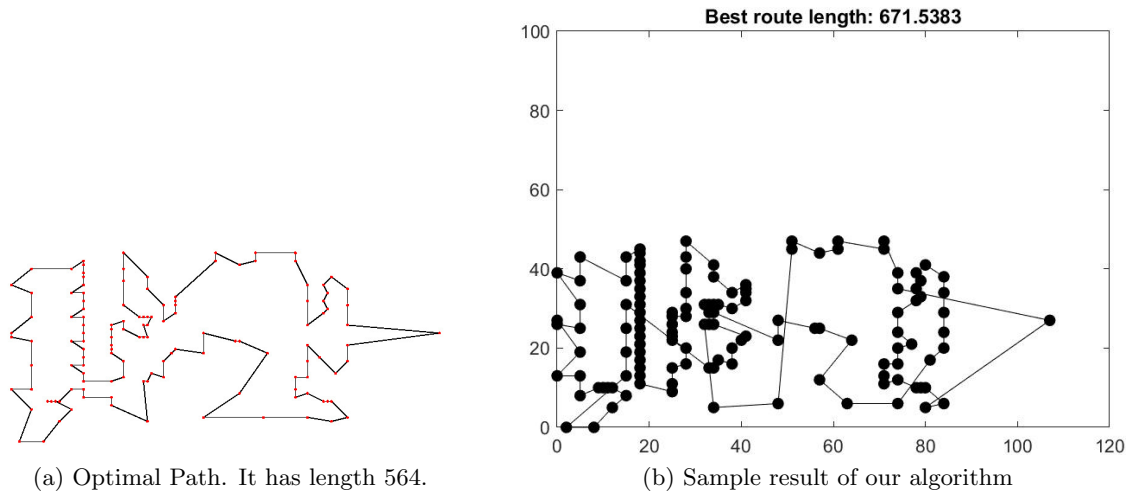 Best route length: 671.5383
100
80
60
40
20
0
0 20 40 60 80 100 120
(a) Optimal Path. It has length 564.
(b) Sample result of our algorithm